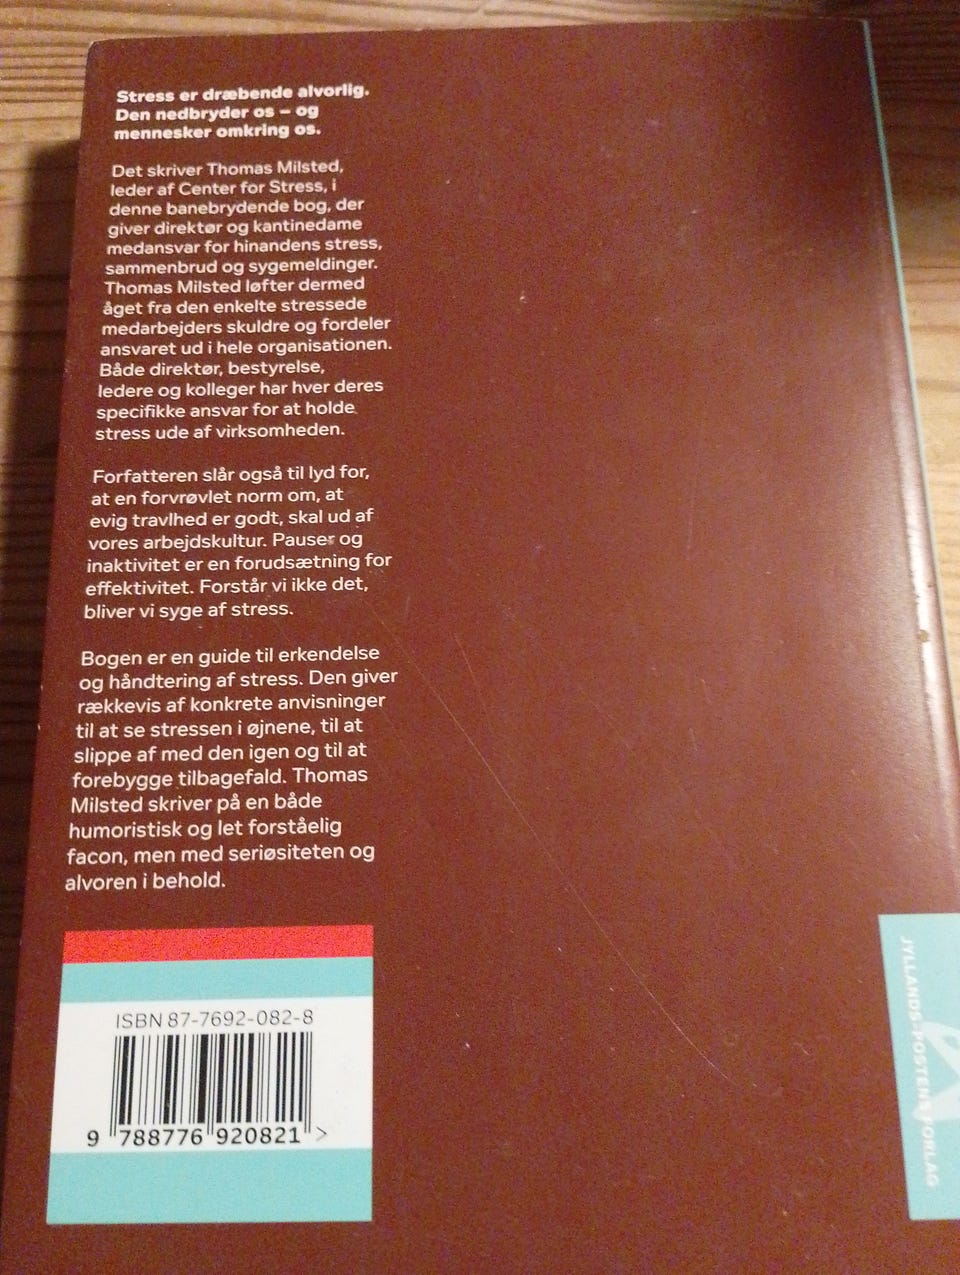 Stress er dræbende alvorlig.
Den nedbryder os – og
mennesker omkring os.
Det skriver Thomas Milsted,
leder af Center for Stress, i
denne banebrydende bog, der
giver direktør og kantinedame
medansvar for hinandens stress,
sammenbrud og sygemeldinger.
Thomas Milsted løfter dermed
åget fra den enkelte stressede
medarbejders skuldre og fordeler
ansvaret ud i hele organisationen.
Både direktør, bestyrelse,
ledere og kolleger har hver deres
specifikke ansvar for at holde
stress ude af virksomheden.
Forfatteren slår også til lyd for,
at en forvrøvlet norm om, at
evig travlhed er godt, skal ud af
vores arbejdskultur. Pauser og
inaktivitet er en forudsætning for
effektivitet. Forstår vi ikke det,
bliver vi syge af stress.
Bogen er en guide til erkendelse
og håndtering af stress. Den giver
rækkevis af konkrete anvisninger
til at se stressen i øjnene, til at
slippe af med den igen og til at
forebygge tilbagefald. Thomas
Milsted skriver på en både
humoristisk og let forståelig
facon, men med seriøsiteten og
alvoren i behold.
ISBN 87-7692-082-8
9 788776 920821 >
JYLLANDS-POSTENS FORLAG